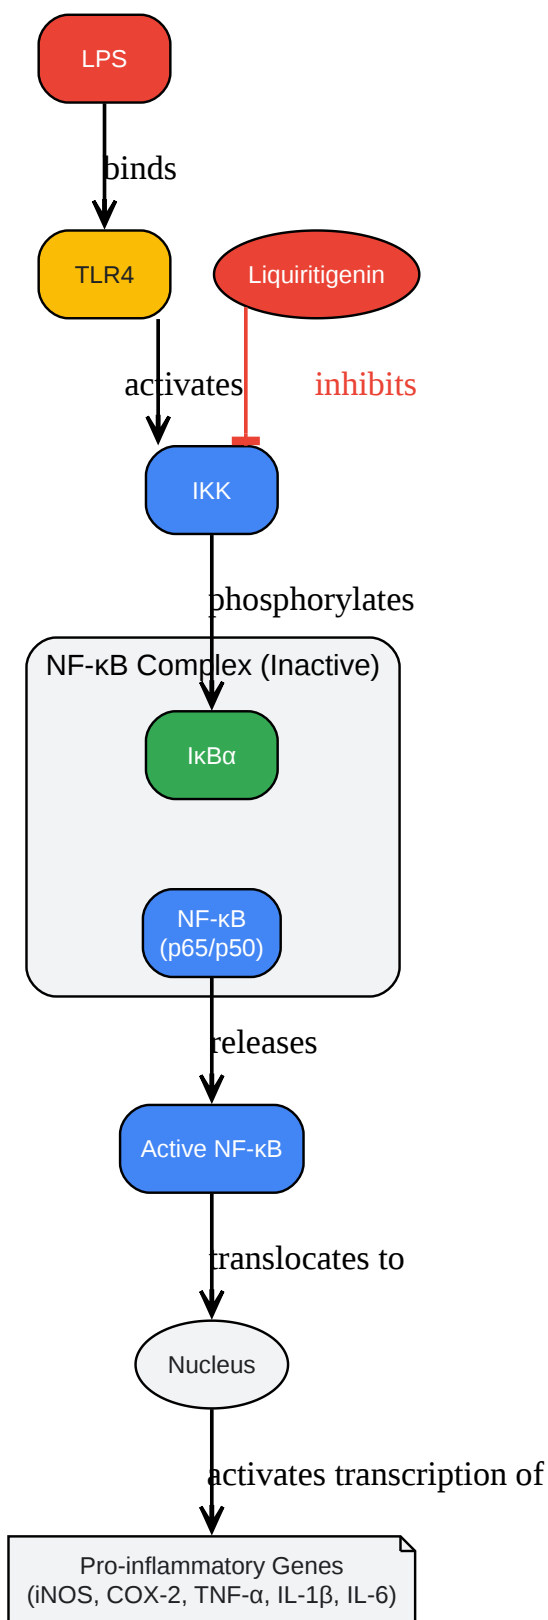 LPS
binds
TLR4
Liquiritigenin
activates
inhibits
IKK
phosphorylates
NF-κB Complex (Inactive)
IκBα
NF-κB
(p65/p50)
releases
Active NF-κB
translocates to
Nucleus
activates transcription of
Pro-inflammatory Genes
(iNOS, COX-2, TNF-α, IL-1β, IL-6)